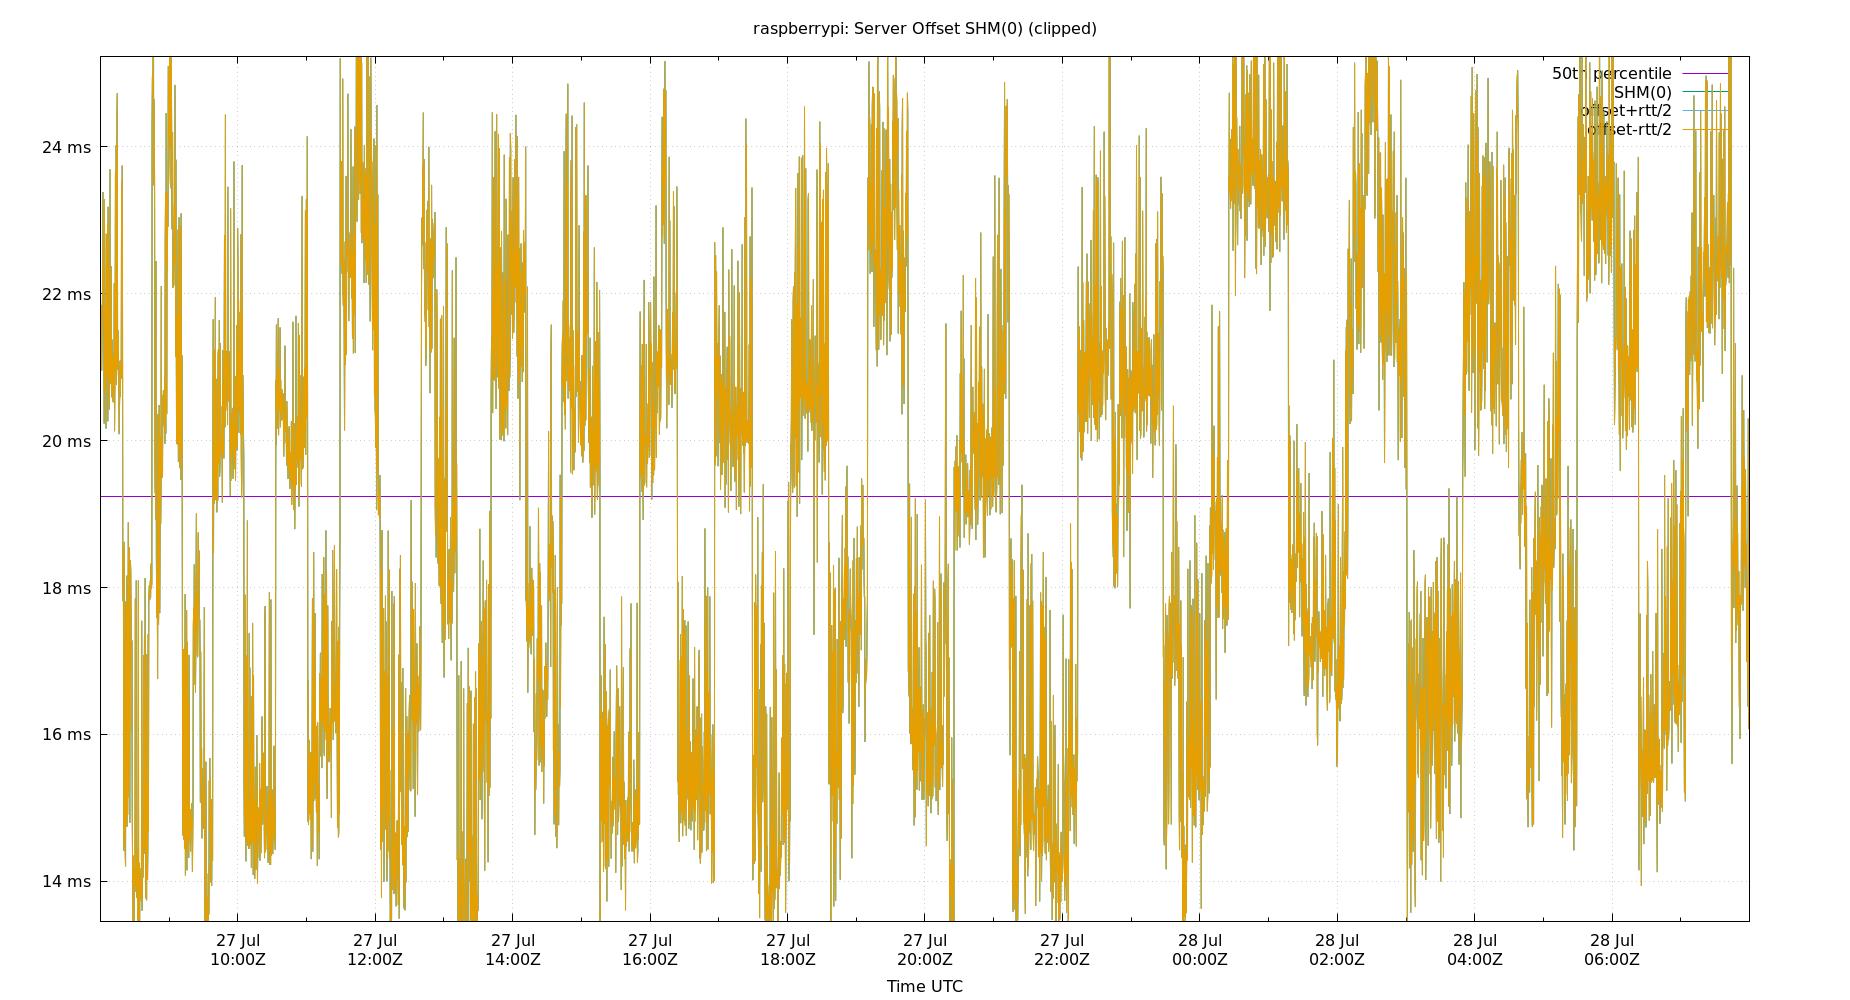 raspberrypi: Server Offset SHM(0) (clipped)
50th percentile
SHM(0)
offset+rtt/2
offset-rtt/2
24 ms
22 ms
20 ms
18 ms
16 ms
14 ms
27 Jul 27 Jul 27 Jul 27 Jul 27 Jul 27 Jul 27 Jul 28 Jul 28 Jul 28 Jul 28 Jul
10:00Z 12:00Z 14:00Z 16:00Z 18:00Z 20:00Z 22:00Z 00:00Z 02:00Z 04:00Z 06:00Z
Time UTC